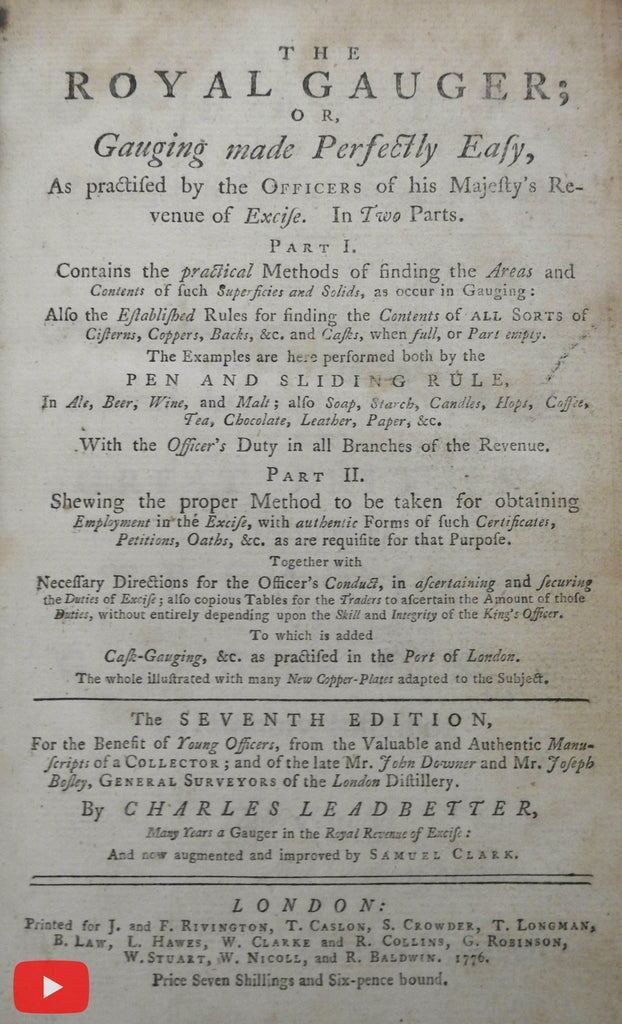 THE
ROYAL GAUGER;
OR,
Gauging made Perfectly Eaſy,
As practiſed by the OFFICERS of his Majeſty's Re-
venue of Exciſe. In Two Parts.
PART I.
Contains the practical Methods of finding the Areas and
Contents of ſuch Superficies and Solids, as occur in Gauging:
Alſo the Eſtabliſhed Rules for finding the Contents of ALL SORTS of
Ciſterns, Coppers, Backs, &c. and Caſks, when full, or Part empty.
The Examples are here performed both by the
PEN AND SLIDING RULE,
In Ale, Beer, Wine, and Malt; alſo Soap, Starch, Candles, Hops, Coffee,
Tea, Chocolate, Leather, Paper, &c.
With the Officer's Duty in all Branches of the Revenue.
PART II.
Shewing the proper Method to be taken for obtaining
Employment in the Exciſe, with authentic Forms of ſuch Certificates,
Petitions, Oaths, &c. as are requiſite for that Purpoſe.
Together with
Neceſſary Directions for the Officer's Conduct, in aſcertaining and ſecuring
the Duties of Exciſe; alſo copious Tables for the Traders to aſcertain the Amount of thoſe
Duties, without entirely depending upon the Skill and Integrity of the King's Officer.
To which is added
Caſk-Gauging, &c. as practiſed in the Port of London.
The whole illuſtrated with many New Copper-Plates adapted to the Subject.
The SEVENTH EDITION,
For the Benefit of Young Officers, from the Valuable and Authentic Manu-
ſcripts of a COLLECTOR; and of the late Mr. John Downer and Mr. Joſeph
Boſley, GENERAL SURVEYORS of the London Diſtillery.
By CHARLES LEADBETTER,
Many Years a Gauger in the Royal Revenue of Exciſe:
And now augmented and improved by SAMUEL CLARK.
LONDON:
Printed for J. and F. RIVINGTON, T. CASLON, S. CROWDER, T. LONGMAN,
B. LAW, L. HAWES, W. CLARKE and R. COLLINS, G. ROBINSON,
W. STUART, W. NICOLL, and R. BALDWIN. 1776.
Price Seven Shillings and Six-pence bound.